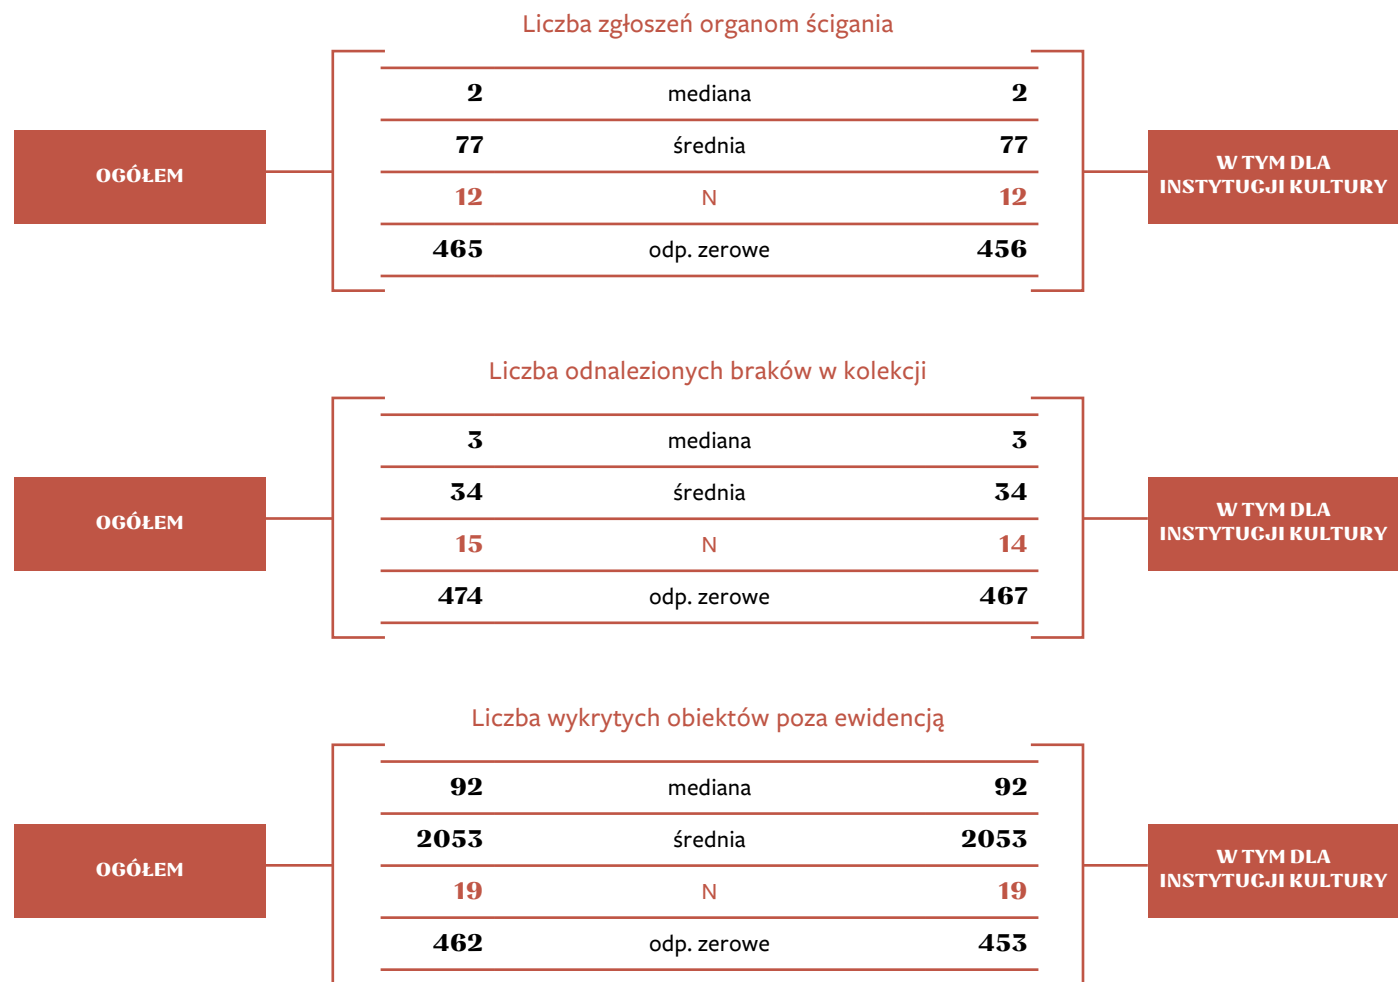 Liczba zgłoszeń organom ścigania
OGÓŁEM
2 mediana 2
77 średnia 77
12 N 12
465 odp. zerowe 456
W TYM DLA
INSTYTUCJI KULTURY
Liczba odnalezionych braków w kolekcji
OGÓŁEM
3 mediana 3
34 średnia 34
15 N 14
474 odp. zerowe 467
W TYM DLA
INSTYTUCJI KULTURY
Liczba wykrytych obiektów poza ewidencją
OGÓŁEM
92 mediana 92
2053 średnia 2053
19 N 19
462 odp. zerowe 453
W TYM DLA
INSTYTUCJI KULTURY